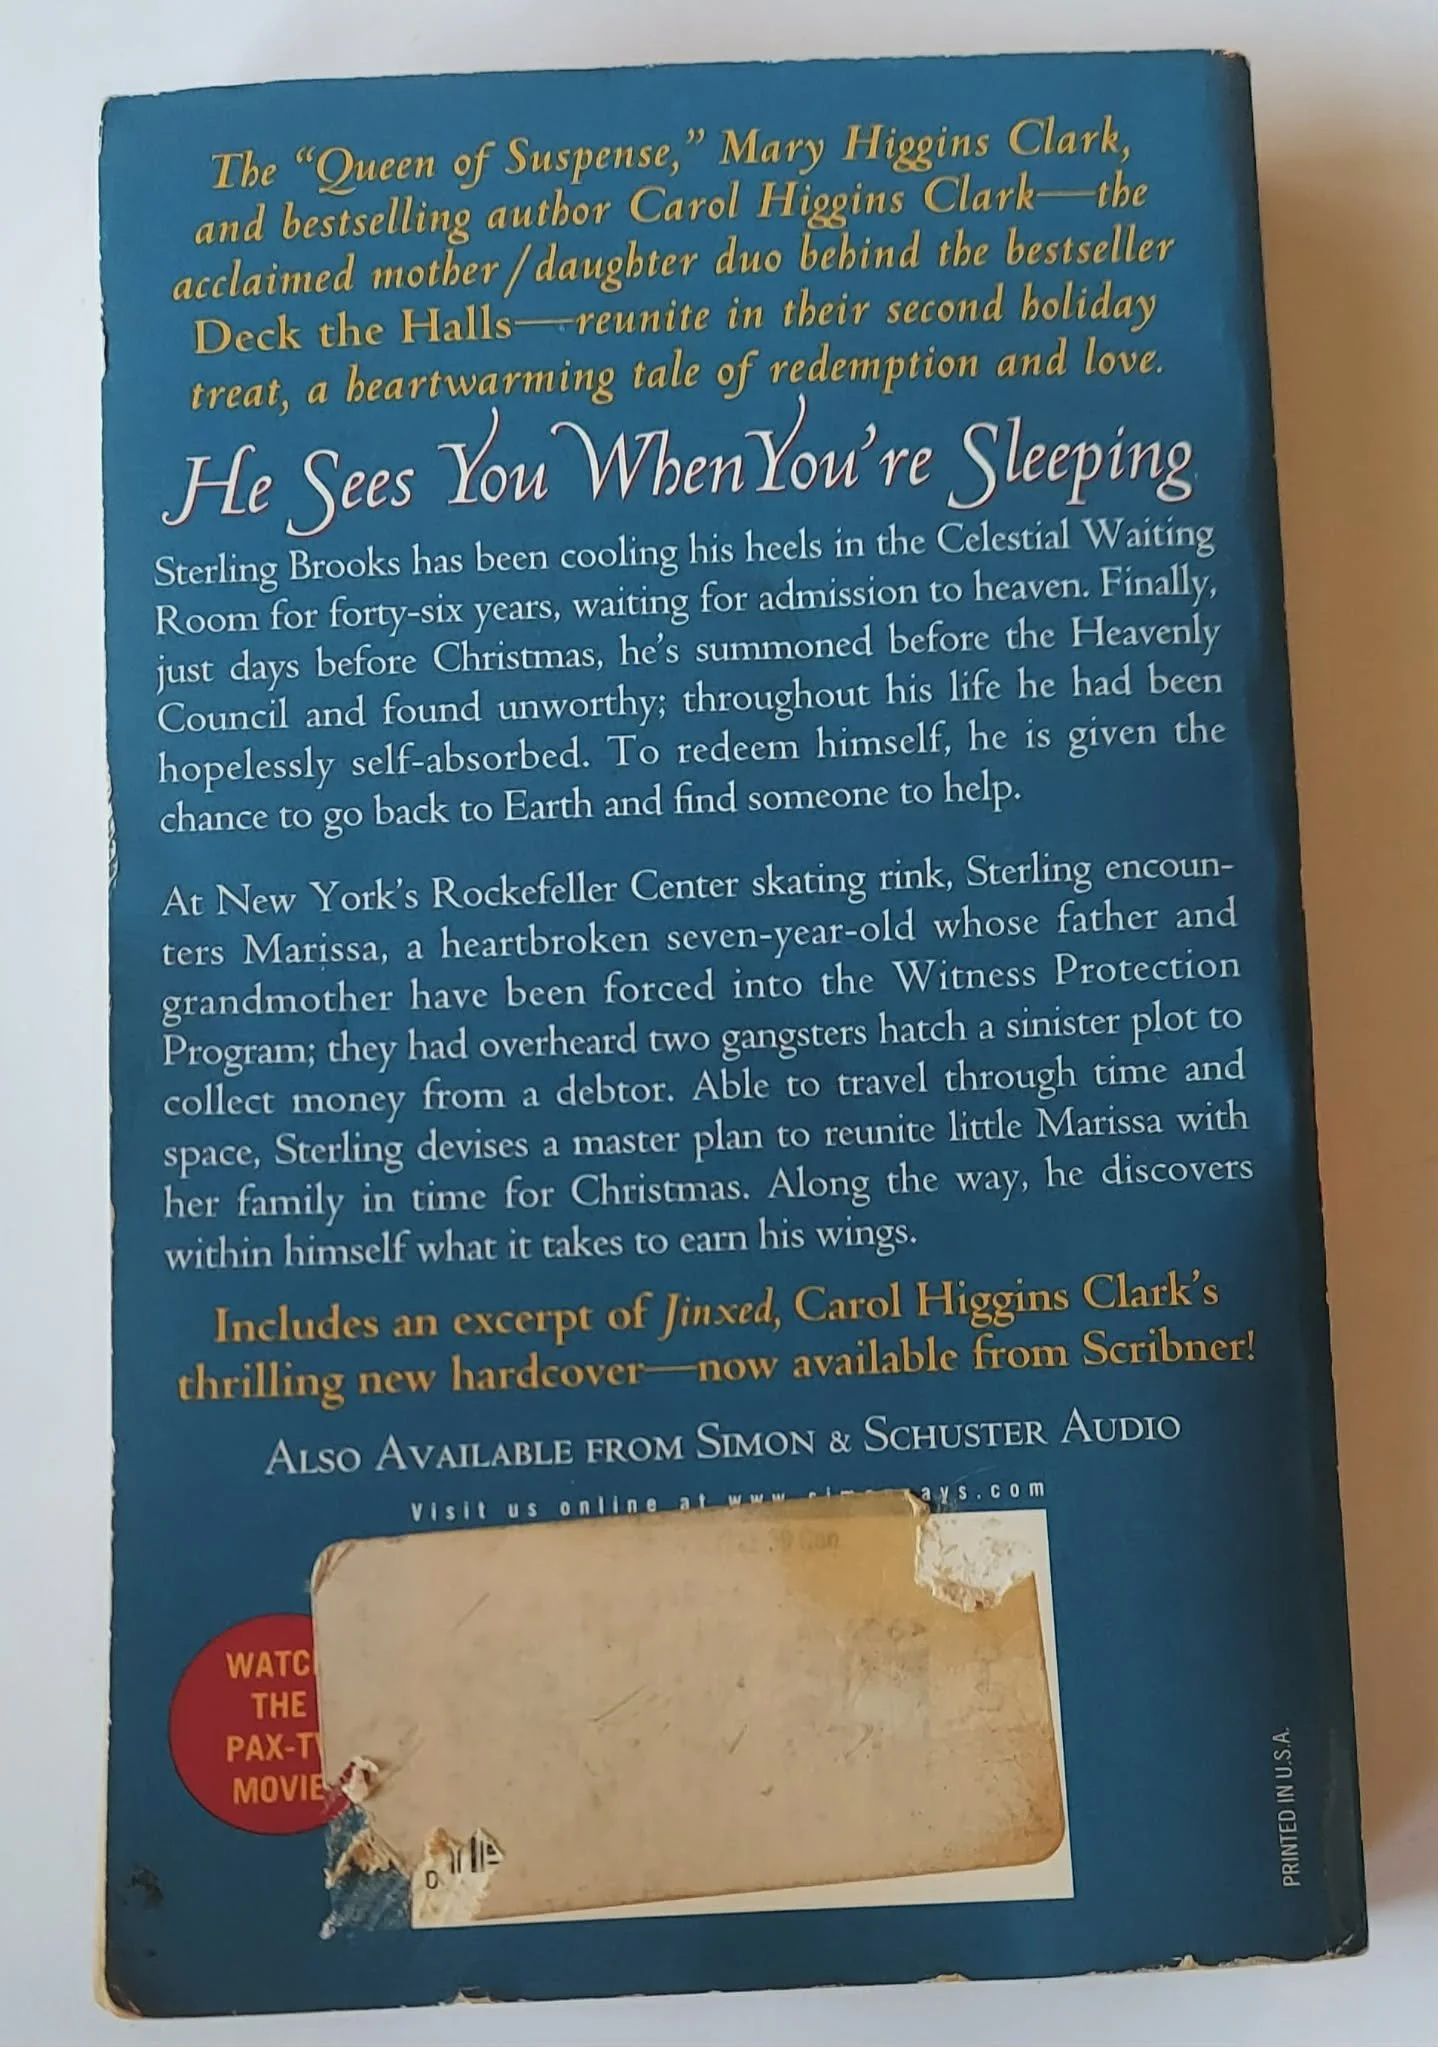 The “Queen of Suspense,” Mary Higgins Clark,
and bestselling author Carol Higgins Clark—the
acclaimed mother/daughter duo behind the bestseller
Deck the Halls—reunite in their second holiday
treat, a heartwarming tale of redemption and love.
He Sees You When You’re Sleeping
Sterling Brooks has been cooling his heels in the Celestial Waiting
Room for forty-six years, waiting for admission to heaven. Finally,
just days before Christmas, he’s summoned before the Heavenly
Council and found unworthy; throughout his life he had been
hopelessly self-absorbed. To redeem himself, he is given the
chance to go back to Earth and find someone to help.
At New York’s Rockefeller Center skating rink, Sterling encoun-
ters Marissa, a heartbroken seven-year-old whose father and
grandmother have been forced into the Witness Protection
Program; they had overheard two gangsters hatch a sinister plot to
collect money from a debtor. Able to travel through time and
space, Sterling devises a master plan to reunite little Marissa with
her family in time for Christmas. Along the way, he discovers
within himself what it takes to earn his wings.
Includes an excerpt of Jinxed, Carol Higgins Clark’s
thrilling new hardcover—now available from Scribner!
ALSO AVAILABLE FROM SIMON & SCHUSTER AUDIO
Visit us online at www.
ays.com
WATC
THE
PAX-T
MOVIE
0
PRINTED IN U.S.A.